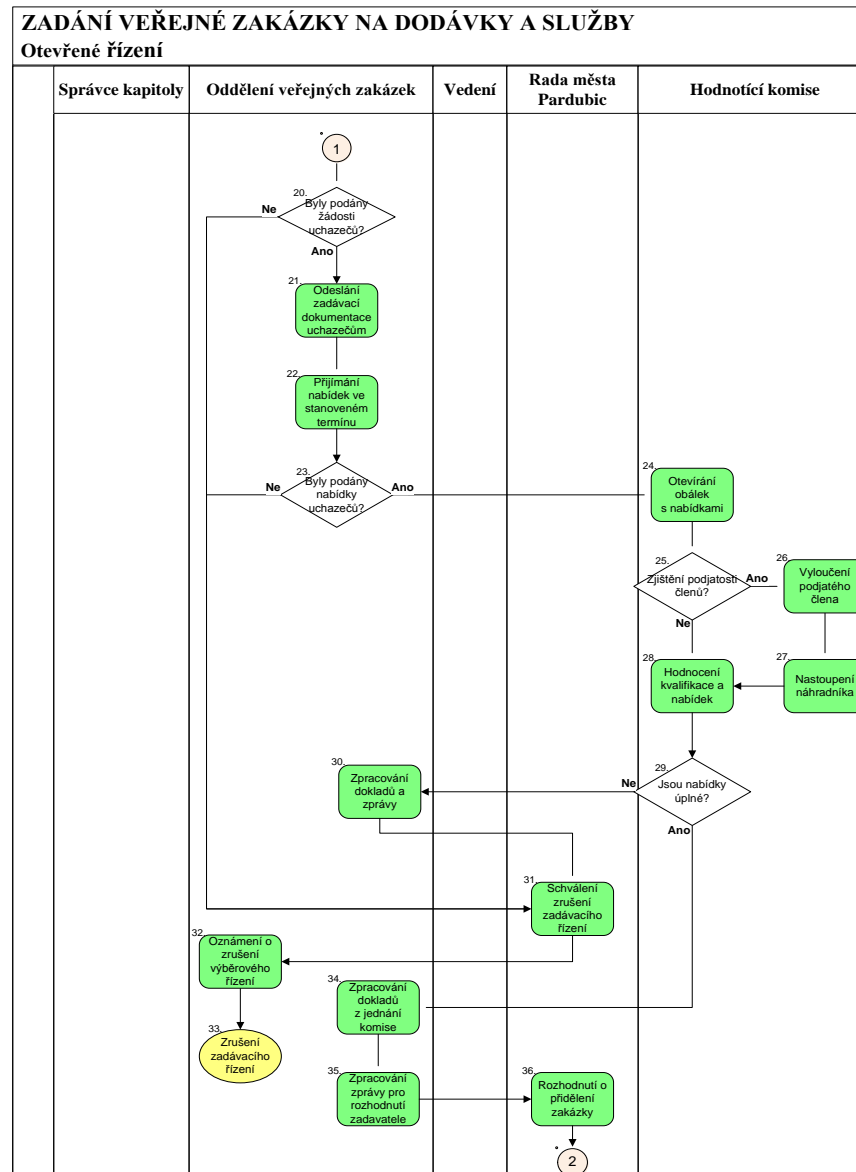 ZADÁNÍ VEŘEJNÉ ZAKÁZKY NA DODÁVKY A SLUŽBY
Otevřené řízení
Správce kapitoly
Oddělení veřejných zakázek
Vedení
Rada města
Pardubic
Hodnotící komise
1
20.
Byly podány
žádosti
uchazečů?
Ne
Ano
21.
Odeslání
zadávací
dokumentace
uchazečům
22.
Přijímání
nabídek ve
stanoveném
termínu
23.
Byly podány
nabídky
uchazečů?
Ne
Ano
24.
Otevírání
obálek
s nabídkami
25.
Zjištění podjatosti
členů?
Ano
Ne
26.
Vyloučení
podjatého
člena
27.
Nastoupení
náhradníka
28.
Hodnocení
kvalifikace a
nabídek
29.
Jsou nabídky
úplné?
Ne
Ano
30.
Zpracování
dokladů a
zprávy
31.
Schválení
zrušení
zadávacího
řízení
32.
Oznámení o
zrušení
výběrového
řízení
33.
Zrušení
zadávacího
řízení
34.
Zpracování
dokladů
z jednání
komise
35.
Zpracování
zprávy pro
rozhodnutí
zadavatele
36.
Rozhodnutí o
přidělení
zakázky
2